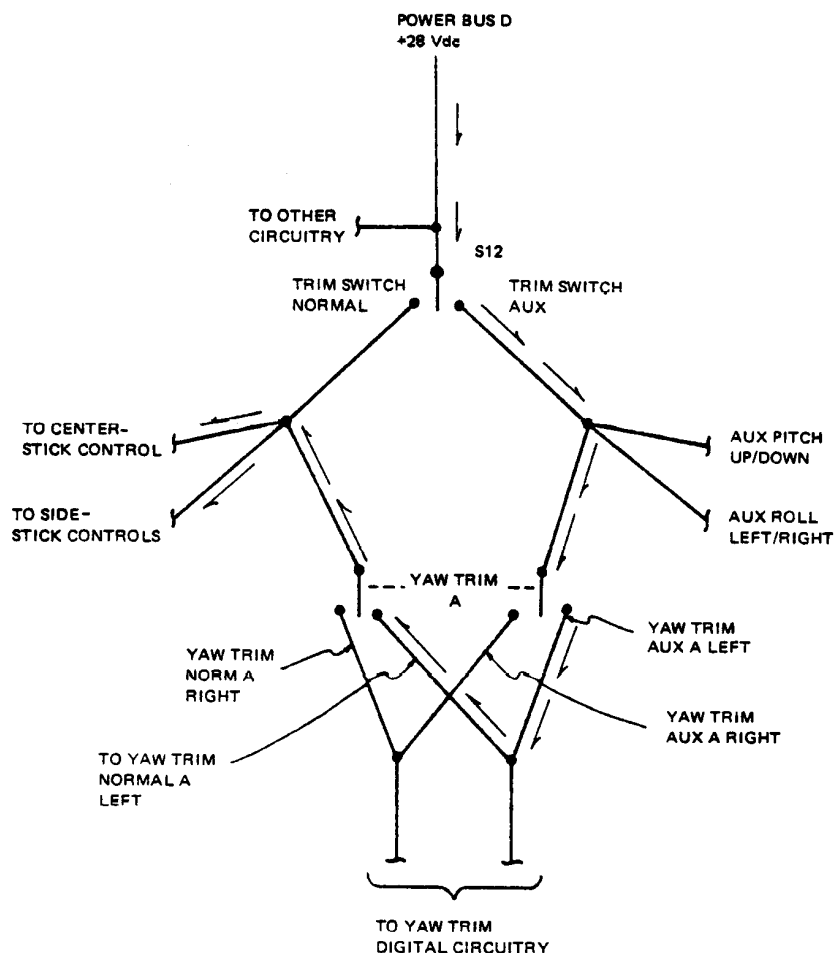 POWER BUS D
+28 Vdc
TO OTHER
CIRCUITRY
S12
TRIM SWITCH
NORMAL
TRIM SWITCH
AUX
TO CENTER-
STICK CONTROL
AUX PITCH
UP/DOWN
TO SIDE-
STICK CONTROLS
AUX ROLL
LEFT/RIGHT
YAW TRIM
A
YAW TRIM
NORM A
RIGHT
YAW TRIM
AUX A LEFT
YAW TRIM
AUX A RIGHT
TO YAW TRIM
NORMAL A
LEFT
TO YAW TRIM
DIGITAL CIRCUITRY